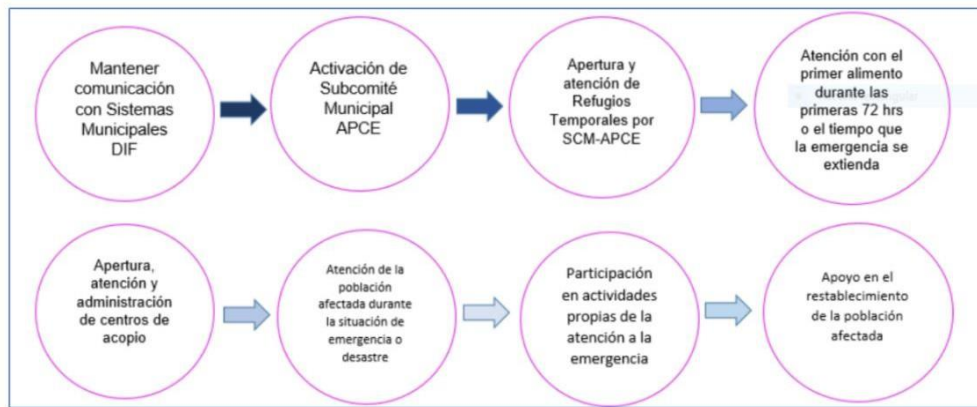 Mantener
comunicación
con Sistemas
Municipales
DIF
Activación de
Subcomité
Municipal
APCE
Apertura y
atención de
Refugios
Temporales por
SCM-APCE
Atención con el
primer alimento
durante las
primeras 72 hrs
o el tiempo que
la emergencia se
extienda
Apertura,
atención y
administración
de centros de
acopio
Atención de la
población
afectada durante
la situación de
emergencia o
desastre
Participación
en actividades
propias de la
atención a la
emergencia
Apoyo en el
restablecimiento
de la población
afectada